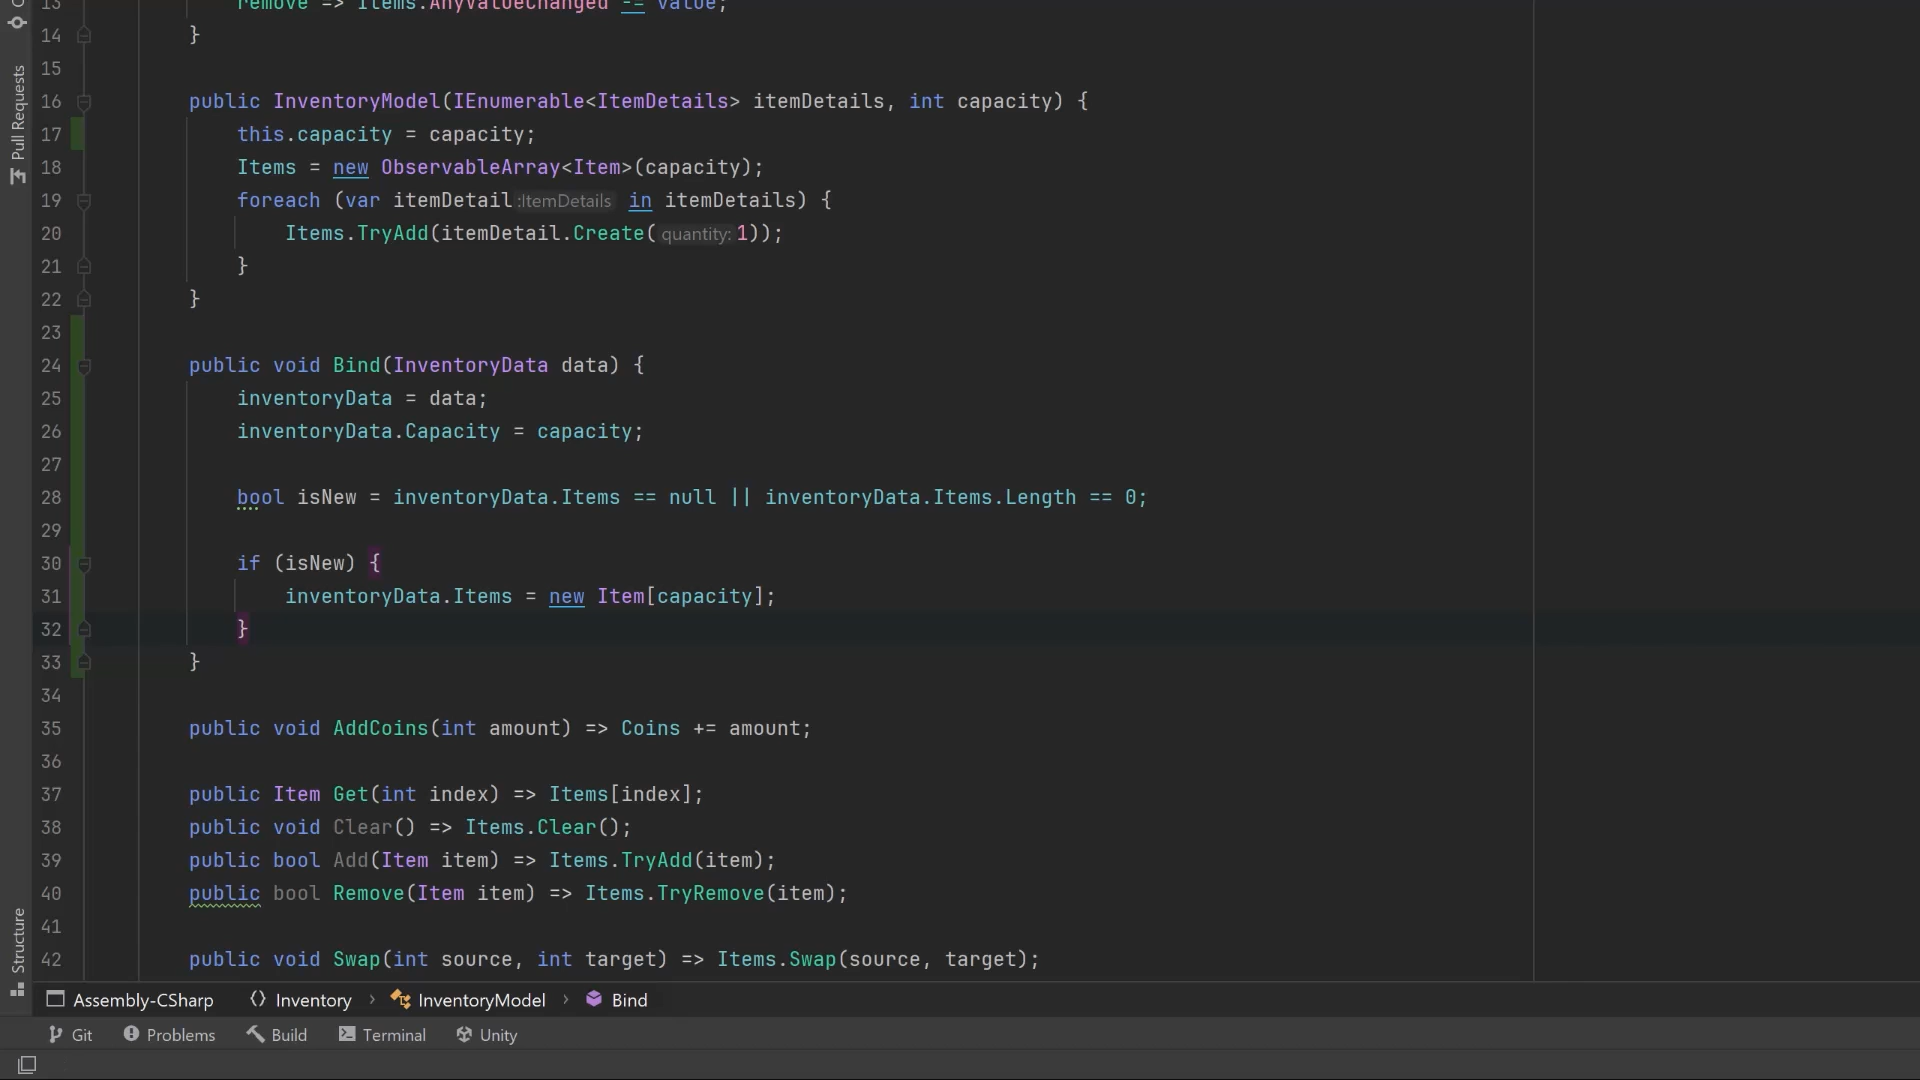 13 remove => Items.AnyValueChanged -= value;
14 }
15
16 public InventoryModel(IEnumerable<ItemDetails> itemDetails, int capacity) {
17 this.capacity = capacity;
18 Items = new ObservableArray<Item>(capacity);
19 foreach (var itemDetail :ItemDetails in itemDetails) {
20 Items.TryAdd(itemDetail.Create( quantity: 1));
21 }
22 }
23
24 public void Bind(InventoryData data) {
25 inventoryData = data;
26 inventoryData.Capacity = capacity;
27
28 bool isNew = inventoryData.Items == null || inventoryData.Items.Length == 0;
29
30 if (isNew) {
31 inventoryData.Items = new Item[capacity];
32 }
33 }
34
35 public void AddCoins(int amount) => Coins += amount;
36
37 public Item Get(int index) => Items[index];
38 public void Clear() => Items.Clear();
39 public bool Add(Item item) => Items.TryAdd(item);
40 public bool Remove(Item item) => Items.TryRemove(item);
41
42 public void Swap(int source, int target) => Items.Swap(source, target);
Pull Requests
Structure
Assembly-CSharp Inventory › InventoryModel › Bind
Git Problems Build Terminal Unity